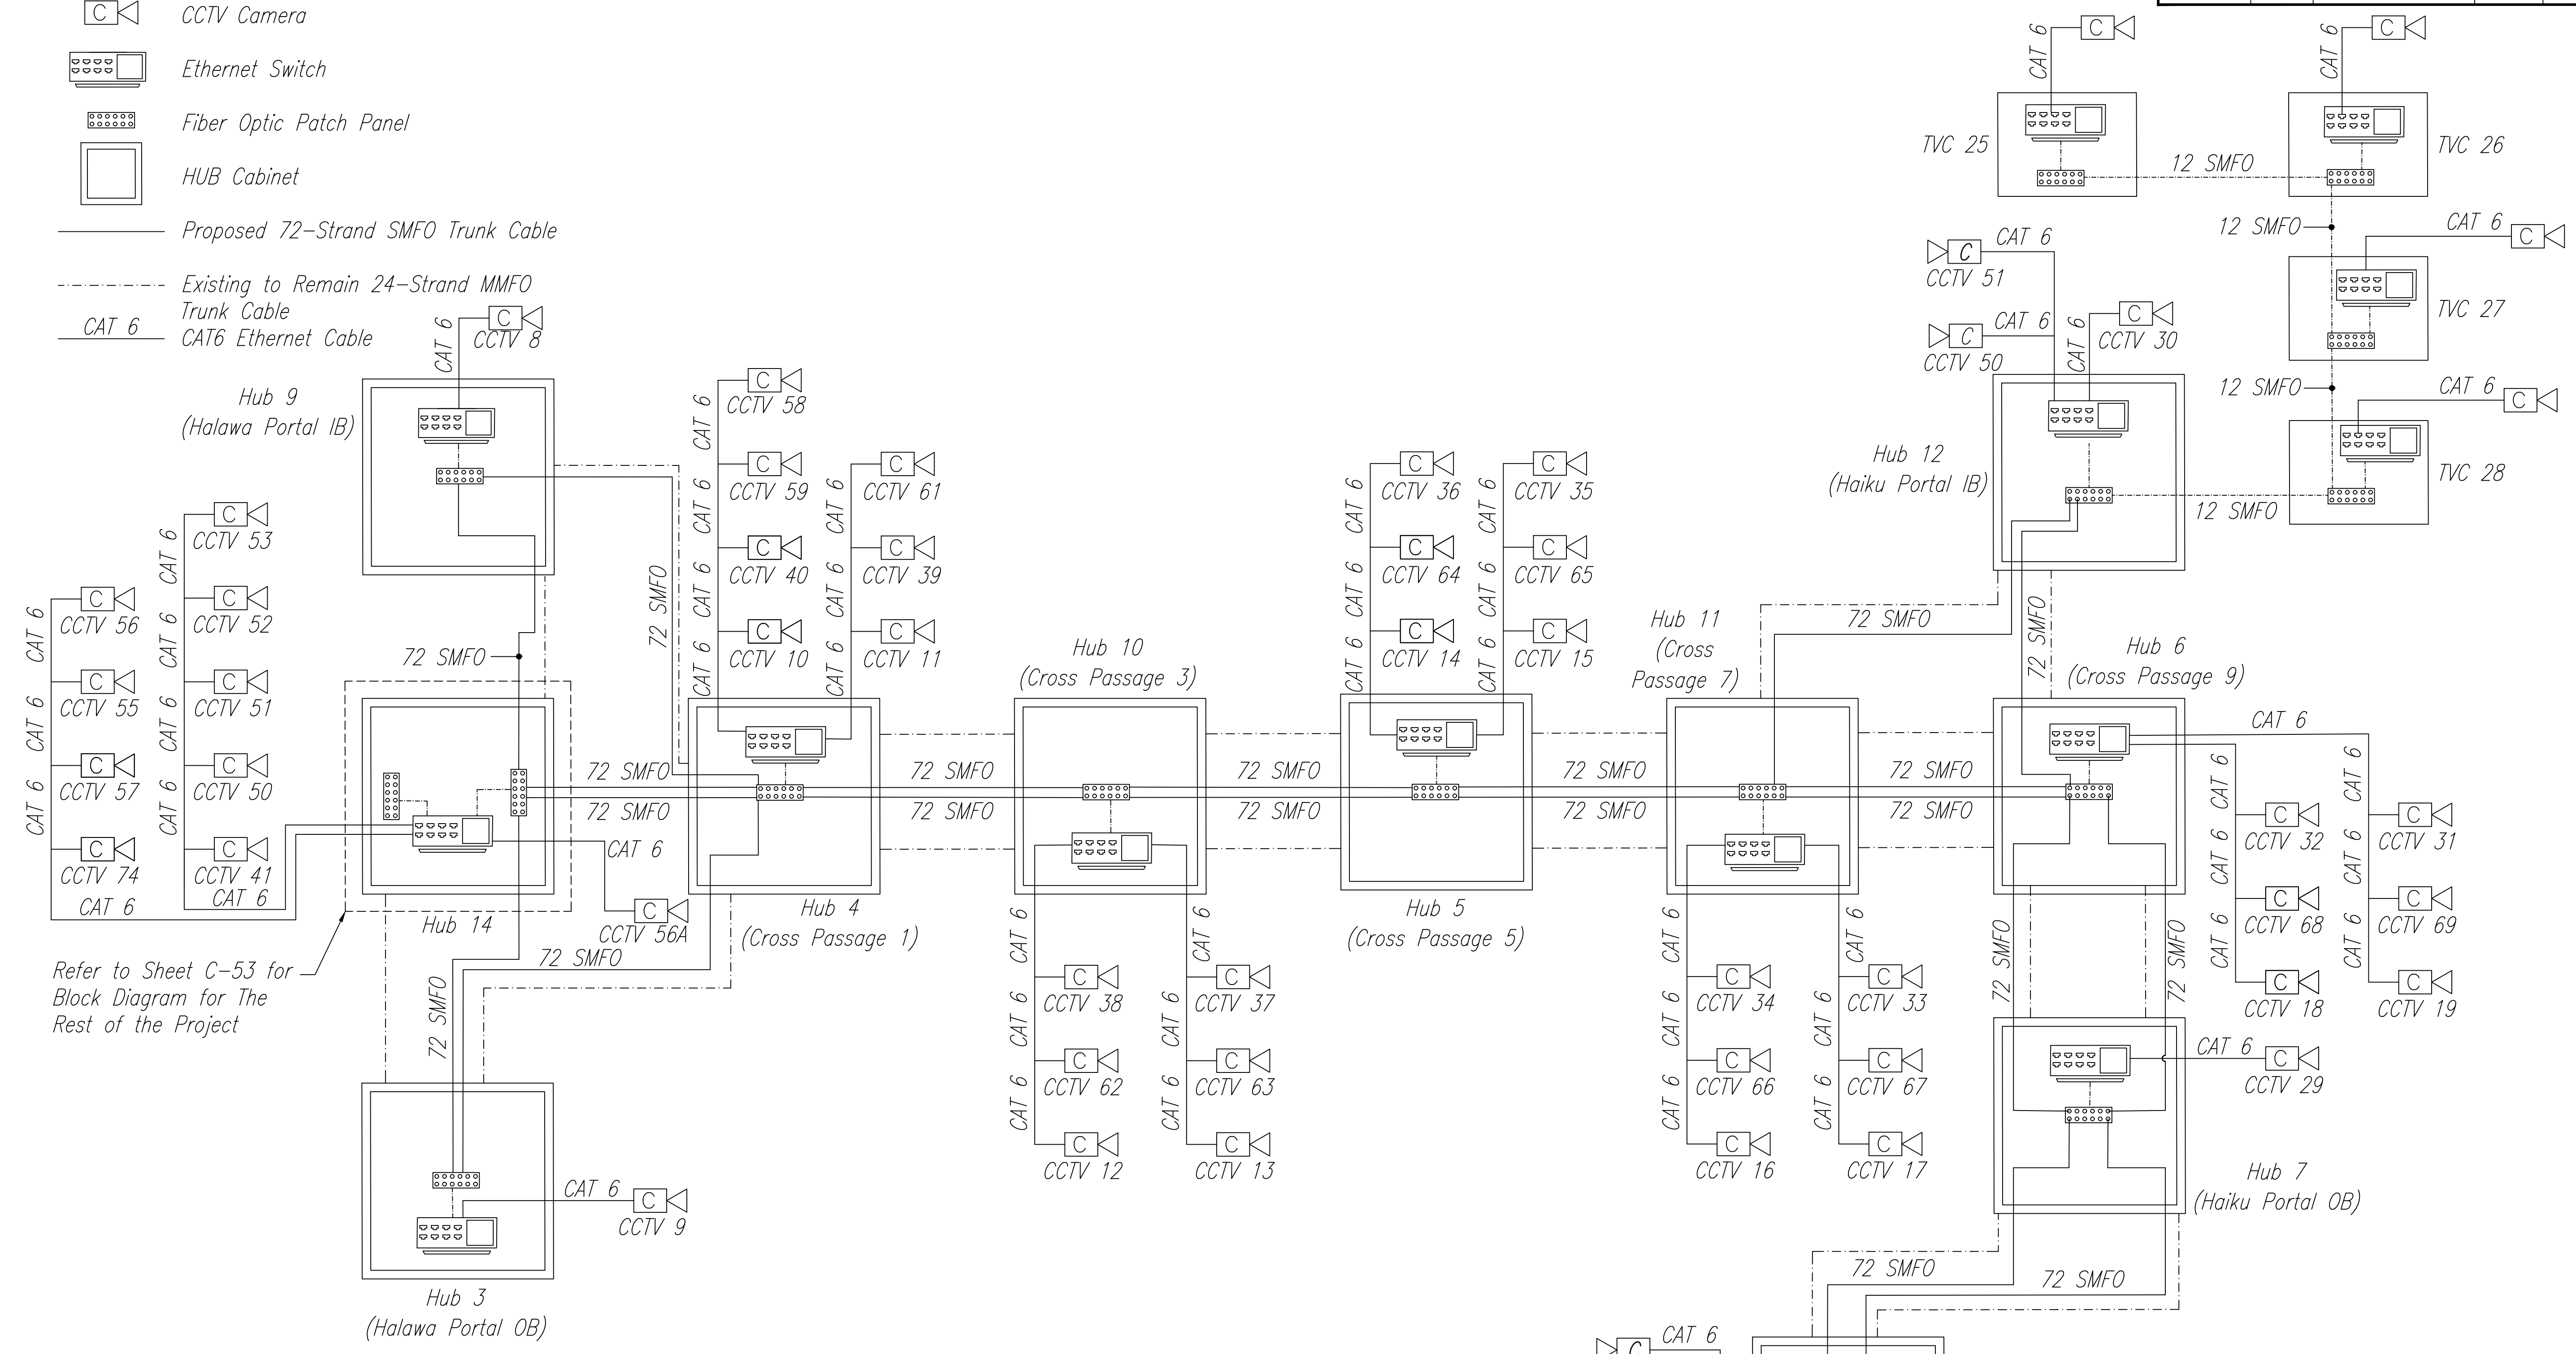 C
CCTV Camera
Ethernet Switch
Fiber Optic Patch Panel
HUB Cabinet
Proposed 72-Strand SMFO Trunk Cable
Existing to Remain 24-Strand MMFO
Trunk Cable
CAT 6
CAT6 Ethernet Cable
CAT 6
C
CAT 6
C
TVC 25
12 SMFO
TVC 26
12 SMFO
CAT 6
C
TVC 27
12 SMFO
CAT 6
C
TVC 28
12 SMFO
C
CAT 6
CCTV 51
C
CAT 6
CCTV 50
CAT 6
C
CCTV 30
Hub 12
(Haiku Portal IB)
CAT 6
C
CCTV 8
Hub 9
(Halawa Portal IB)
72 SMFO
72 SMFO
C
CCTV 53
CAT 6
C
CCTV 52
CAT 6
C
CCTV 51
CAT 6
C
CCTV 50
CAT 6
C
CCTV 41
CAT 6
C
CCTV 56
CAT 6
C
CCTV 55
CAT 6
C
CCTV 57
CAT 6
C
CCTV 74
CAT 6
Hub 14
CAT 6
C
CCTV 56A
Refer to Sheet C-53 for
Block Diagram for The
Rest of the Project
72 SMFO
72 SMFO
72 SMFO
72 SMFO
CAT 6
C
CCTV 9
Hub 3
(Halawa Portal OB)
C
CCTV 58
CAT 6
C
CCTV 59
CAT 6
C
CCTV 40
CAT 6
C
CCTV 10
CAT 6
C
CCTV 61
CAT 6
C
CCTV 39
CAT 6
C
CCTV 11
CAT 6
Hub 4
(Cross Passage 1)
72 SMFO
72 SMFO
Hub 10
(Cross Passage 3)
CAT 6
C
CCTV 38
CAT 6
C
CCTV 62
CAT 6
C
CCTV 12
CAT 6
C
CCTV 37
CAT 6
C
CCTV 63
CAT 6
C
CCTV 13
72 SMFO
72 SMFO
C
CCTV 36
CAT 6
C
CCTV 64
CAT 6
C
CCTV 14
CAT 6
C
CCTV 35
CAT 6
C
CCTV 65
CAT 6
C
CCTV 15
CAT 6
Hub 5
(Cross Passage 5)
72 SMFO
72 SMFO
Hub 11
(Cross
Passage 7)
72 SMFO
CAT 6
C
CCTV 34
CAT 6
C
CCTV 66
CAT 6
C
CCTV 16
CAT 6
C
CCTV 33
CAT 6
C
CCTV 67
CAT 6
C
CCTV 17
72 SMFO
72 SMFO
72 SMFO
Hub 6
(Cross Passage 9)
CAT 6
CAT 6
C
CCTV 32
CAT 6
C
CCTV 68
CAT 6
C
CCTV 18
CAT 6
C
CCTV 31
CAT 6
C
CCTV 69
CAT 6
C
CCTV 19
72 SMFO
72 SMFO
CAT 6
C
CCTV 29
Hub 7
(Haiku Portal OB)
72 SMFO
72 SMFO
C
CAT 6